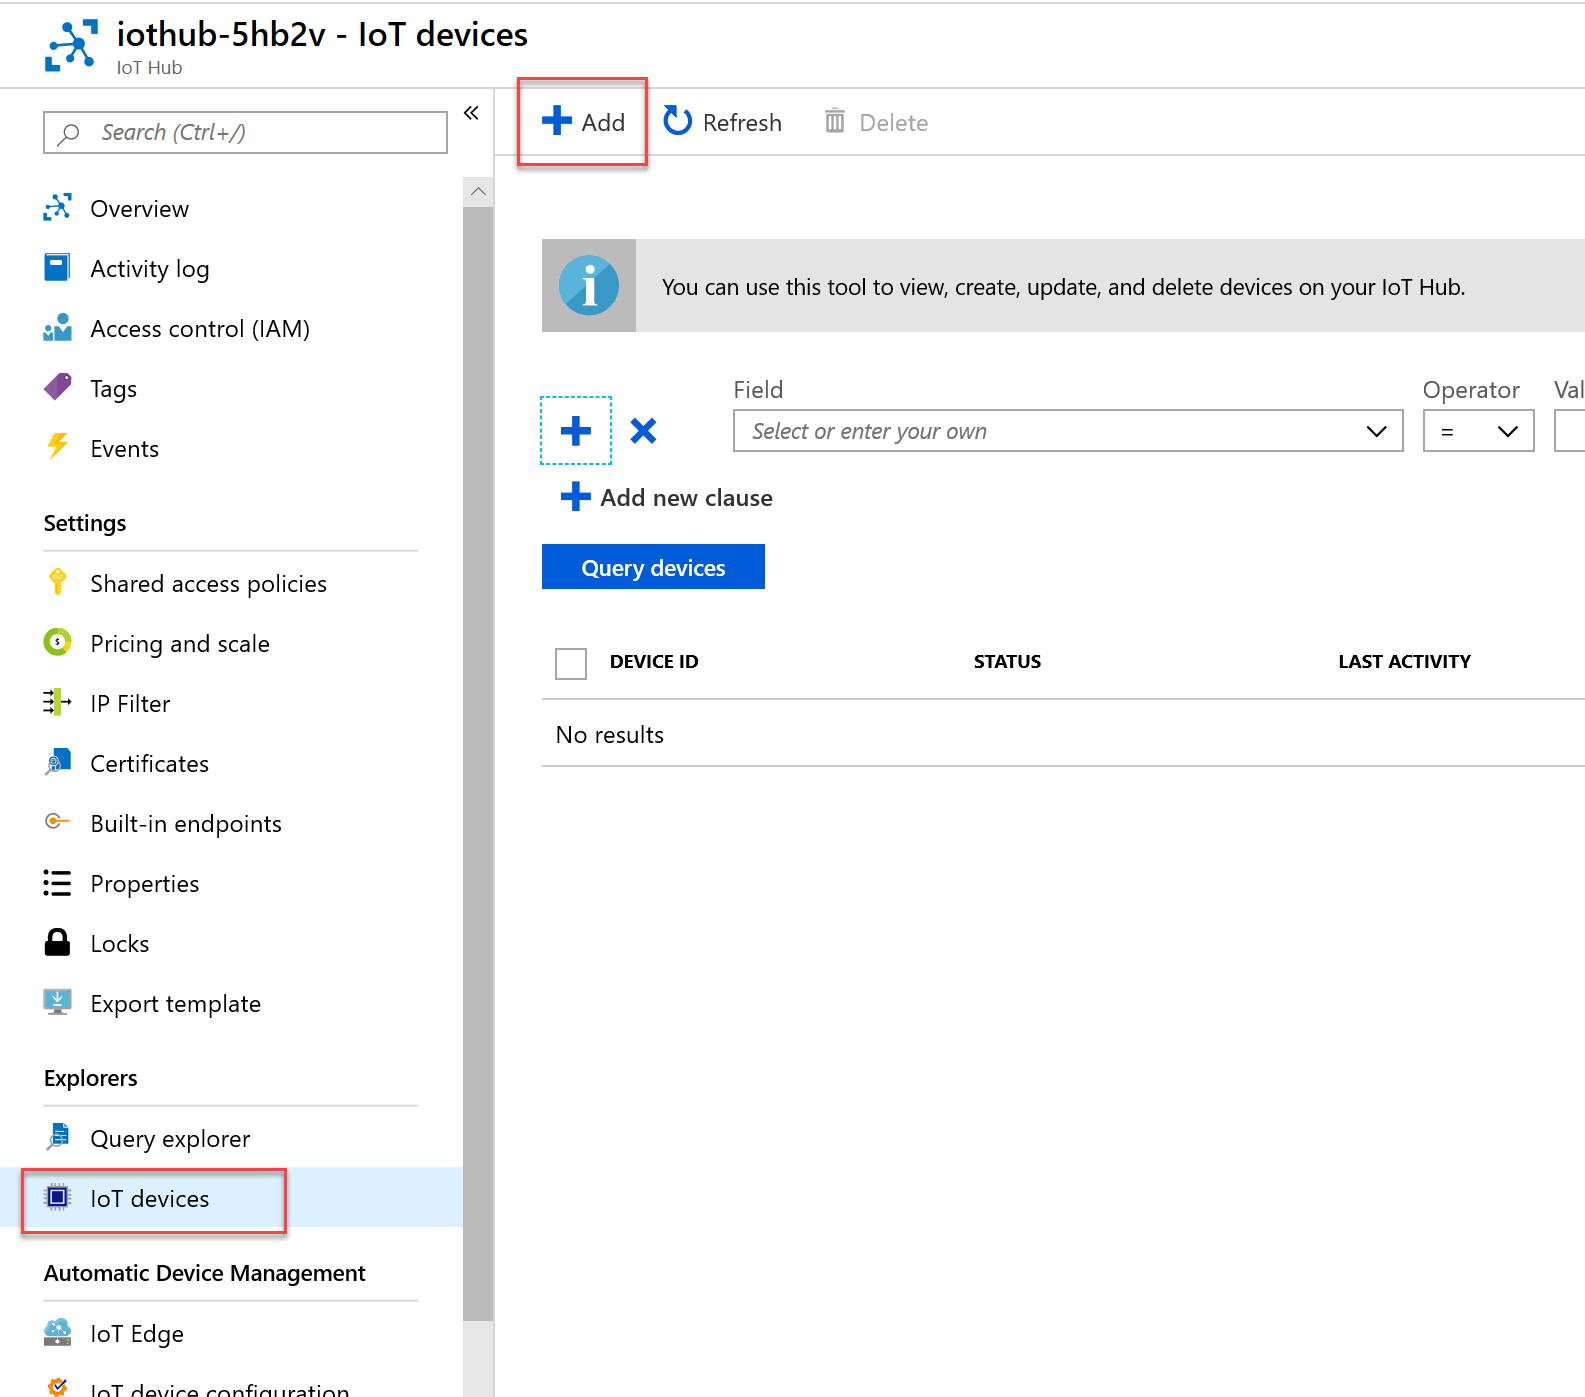 iothub-5hb2v - IoT devices
IoT Hub
Search (Ctrl+/)
Overview
Activity log
Access control (IAM)
Tags
Events
Settings
Shared access policies
Pricing and scale
IP Filter
Certificates
Built-in endpoints
Properties
Locks
Export template
Explorers
Query explorer
IoT devices
Automatic Device Management
IoT Edge
IoT device configuration
Add Refresh Delete
You can use this tool to view, create, update, and delete devices on your IoT Hub.
Field Operator Val
Select or enter your own =
Add new clause
Query devices
DEVICE ID STATUS LAST ACTIVITY
No results